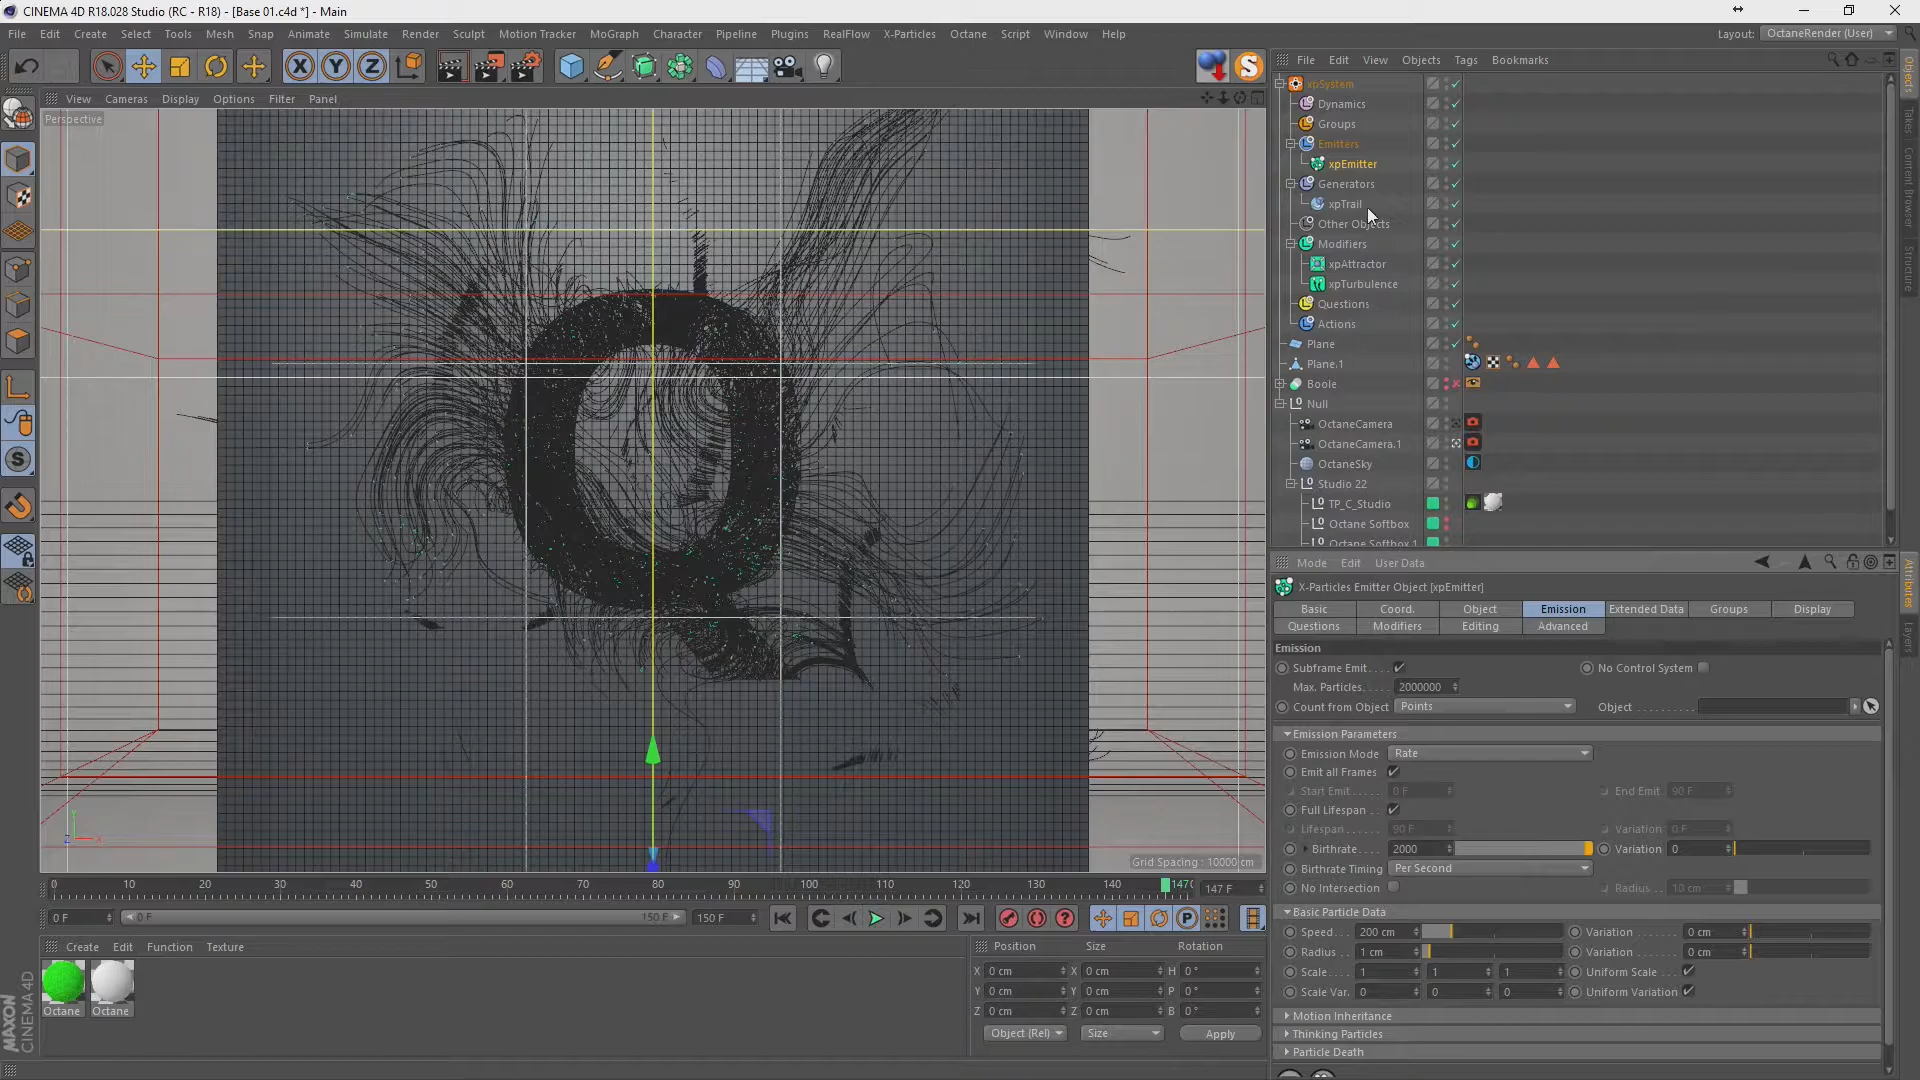 CINEMA 4D R18.028 Studio (RC - R18) - [Base 01.c4d *] - Main
File Edit Create Select Tools Mesh Snap Animate Simulate Render Sculpt Motion Tracker MoGraph Character Pipeline Plugins RealFlow X-Particles Octane Script Window Help Layout: OctaneRender (User)
X Y Z
File Edit View Objects Tags Bookmarks
View Cameras Display Options Filter Panel
Perspective
xpSystem
Dynamics
Groups
Emitters
xpEmitter
Generators
xpTrail
Other Objects
Modifiers
xpAttractor
xpTurbulence
Questions
Actions
Plane
Plane.1
Boole
Null
OctaneCamera
OctaneCamera.1
OctaneSky
Studio 22
TP_C_Studio
Octane Softbox
Octane Softbox.1
Objects
Takes
Content Browser
Structure
Mode Edit User Data
X-Particles Emitter Object [xpEmitter]
Basic Coord. Object Emission Extended Data Groups Display
Questions Modifiers Editing Advanced
Emission
Subframe Emit. . . . No Control System
Max. Particles. . . . . 2000000
Count from Object Points Object . . . . . . . . . .
Emission Parameters
Emission Mode Rate
Emit all Frames
Start Emit. . . . . 0 F End Emit. 90 F
Full Lifespan. . . .
Lifespan. . . . . . 90 F Variation 0 F
Birthrate. . . . 2000 Variation. 0
Birthrate Timing Per Second
No Intersection Radius . . 10 cm
Basic Particle Data
Speed. . . 200 cm Variation . . . . . . 0 cm
Radius . . 1 cm Variation . . . . . . 0 cm
Scale. . . . 1 1 1 Uniform Scale . . . .
Scale Var. 0 0 0 Uniform Variation
Motion Inheritance
Thinking Particles
Particle Death
Attributes
Layers
Y
Z X
Grid Spacing : 10000 cm
0 10 20 30 40 50 60 70 80 90 100 110 120 130 140 147 147 F
0 F 0 F 150 F 150 F
P
Create Edit Function Texture
Octane Octane
Position Size Rotation
X 0 cm X 0 cm H 0 °
Y 0 cm Y 0 cm P 0 °
Z 0 cm Z 0 cm B 0 °
Object (Rel) Size Apply
MAXON
CINEMA 4D